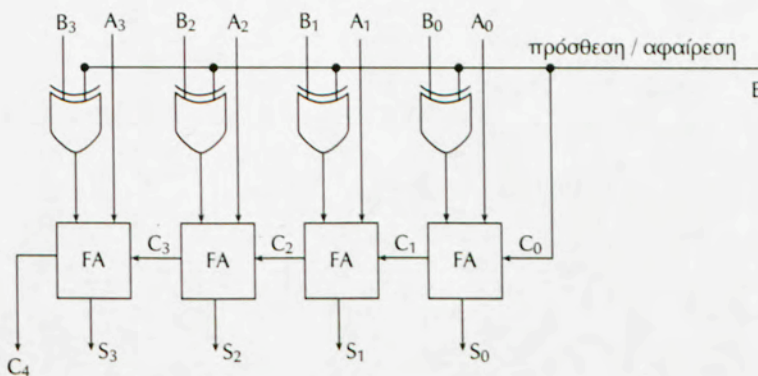 B₃ A₃ B₂ A₂ B₁ A₁ B₀ A₀
πρόσθεση / αφαίρεση
FA C₃ FA C₂ FA C₁ FA C₀
C₄ S₃ S₂ S₁ S₀